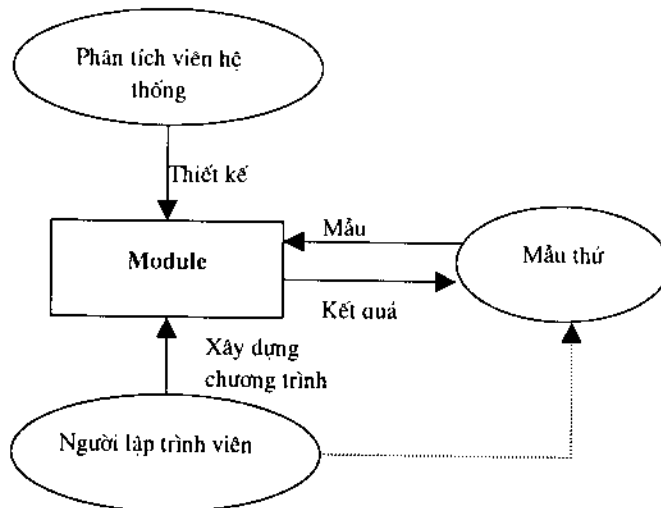 Phân tích viên hệ
thống
Thiết kế
Mẫu
Module
Mẫu thứ
Kết quả
Xây dựng
chương trình
Người lập trình viên